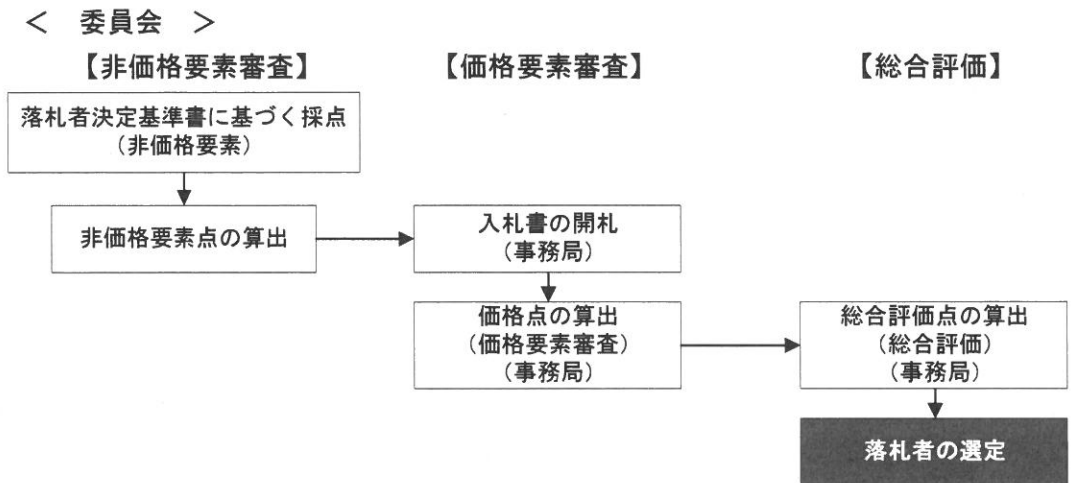 ＜ 委員会 ＞
【非価格要素審査】
落札者決定基準書に基づく採点
（非価格要素）
非価格要素点の算出
【価格要素審査】
入札書の開札
（事務局）
価格点の算出
（価格要素審査）
（事務局）
【総合評価】
総合評価点の算出
（総合評価）
（事務局）
落札者の選定